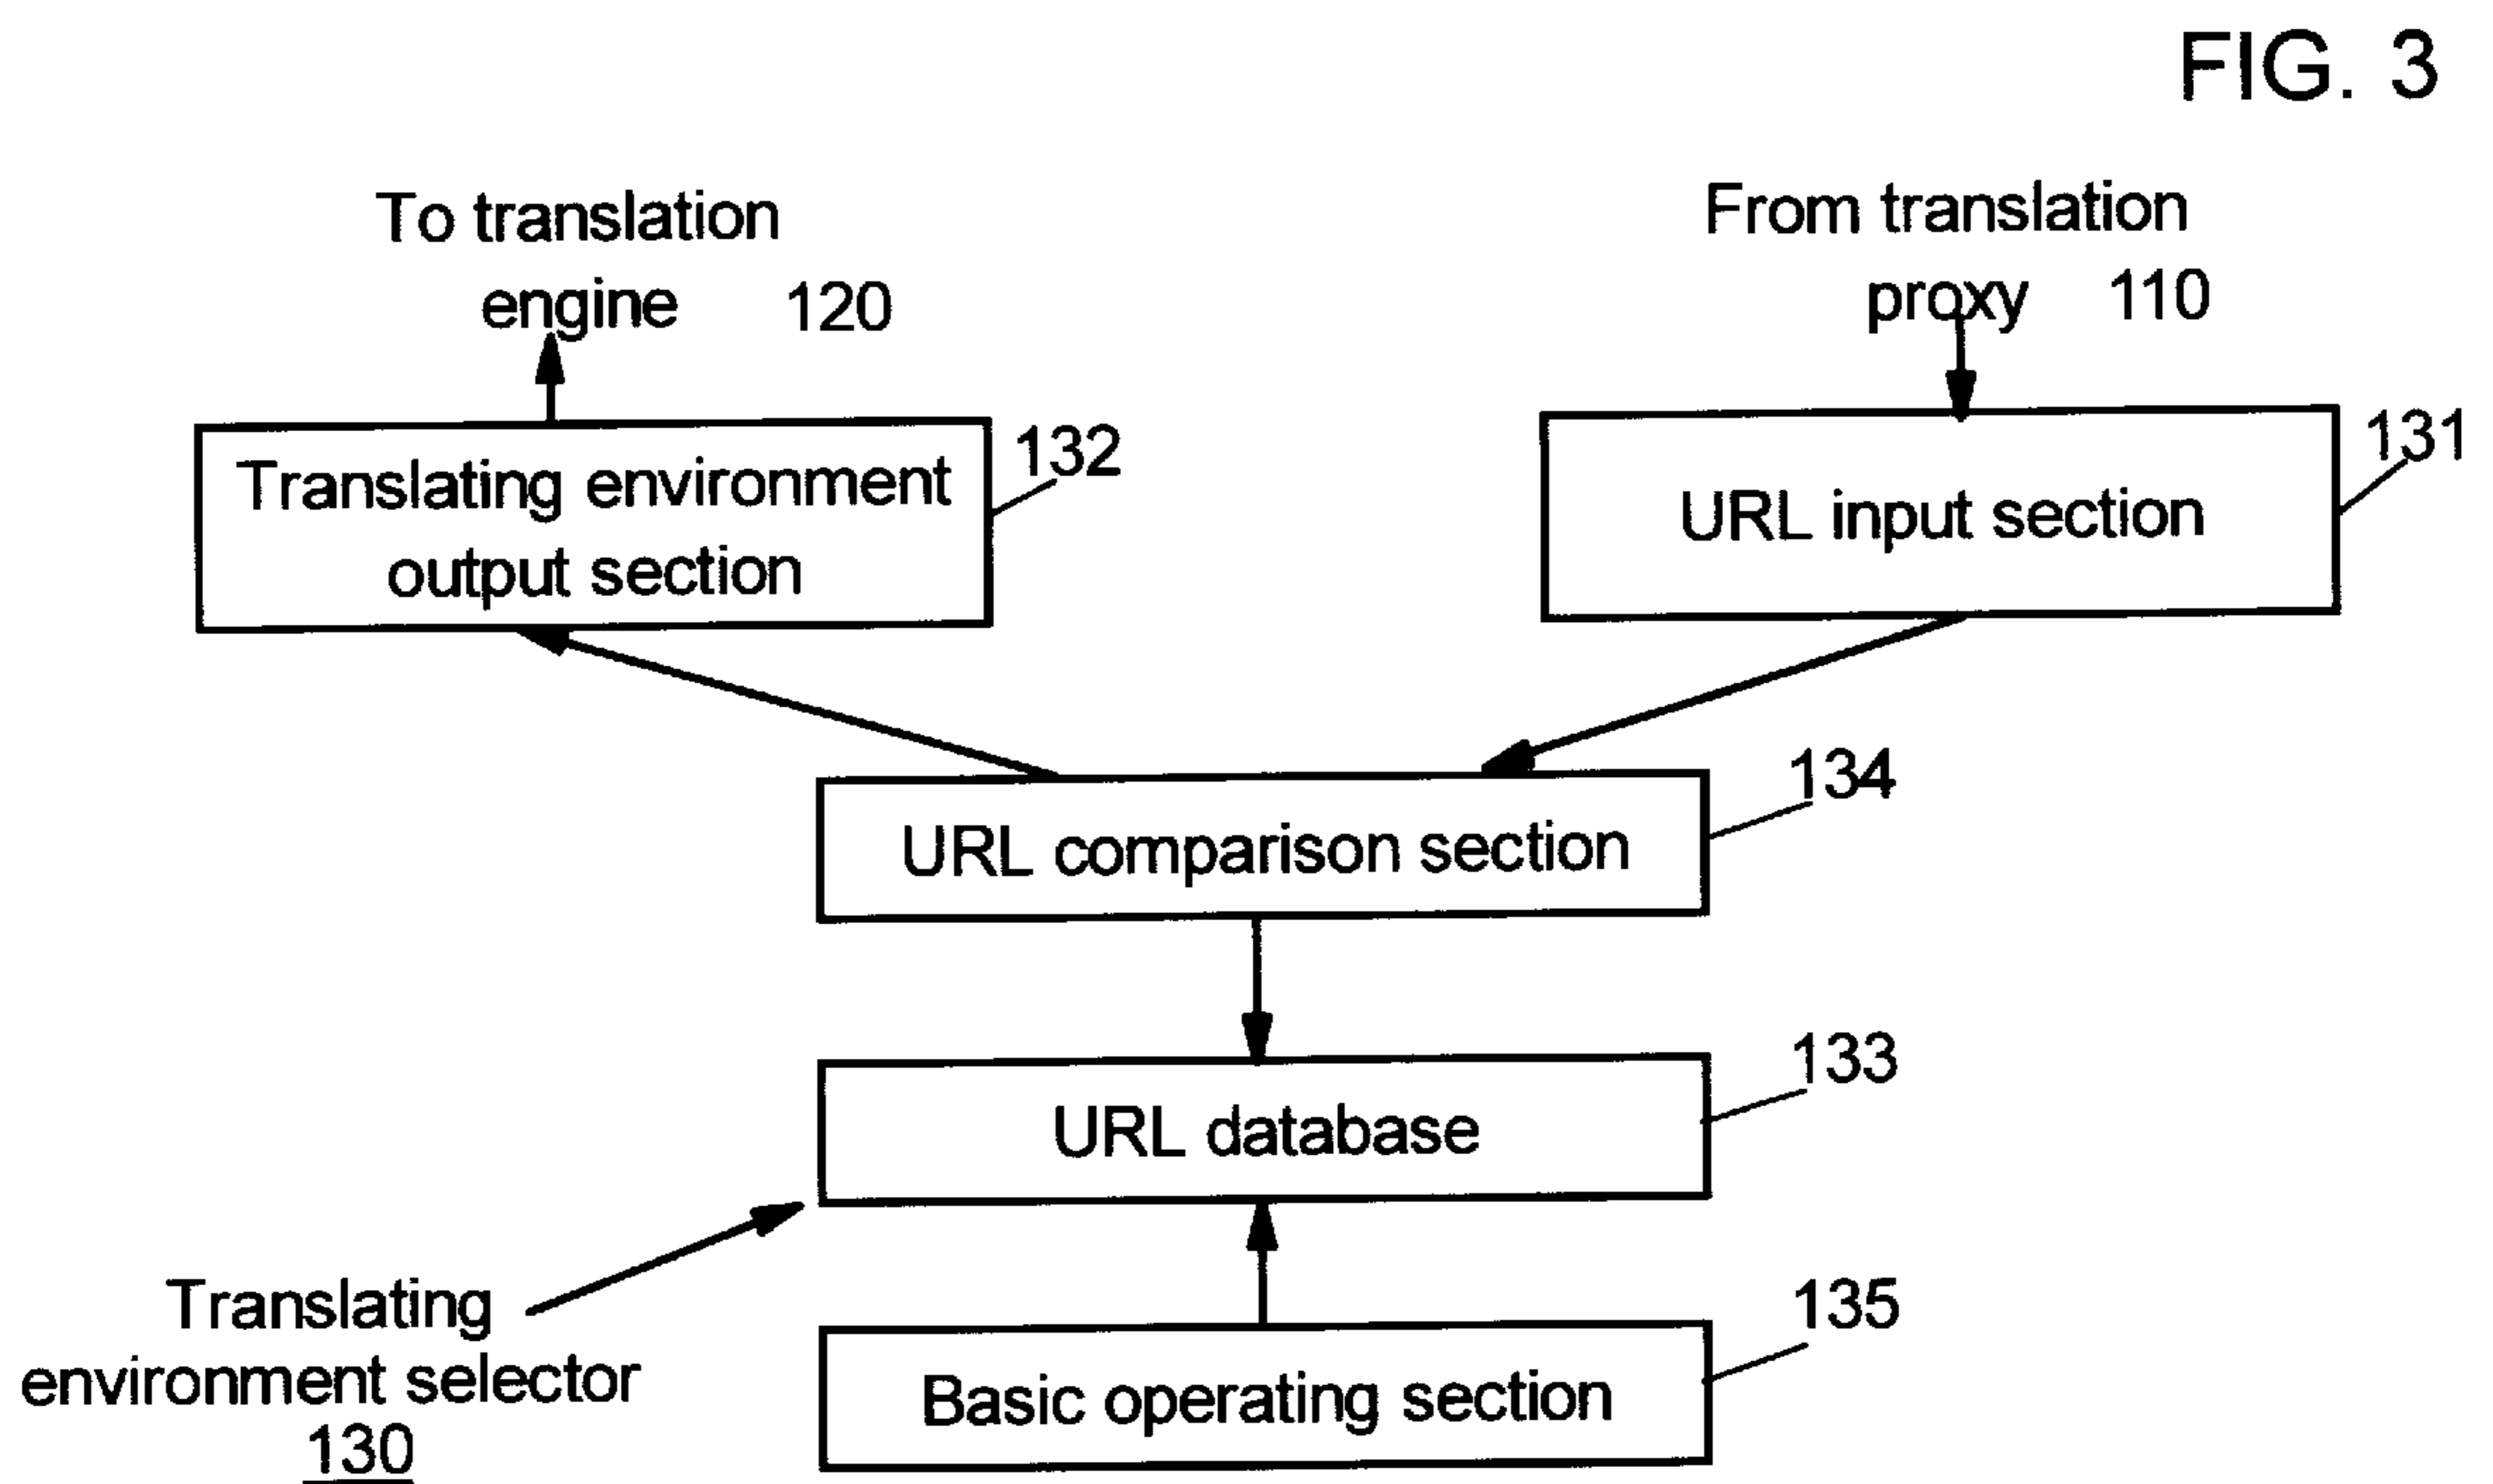 FIG. 3
To translation
engine 120
From translation
proxy 110
Translating environment
output section
132
URL input section
131
URL comparison section
134
URL database
133
Translating
environment selector
130
Basic operating section
135